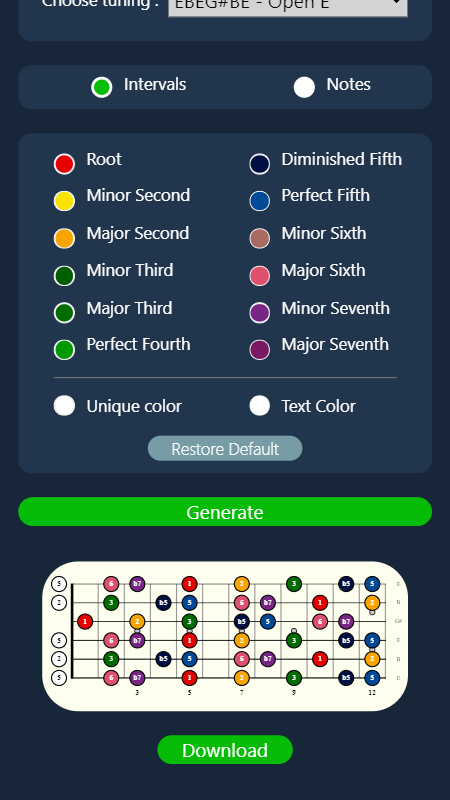 Choose tuning : EBEG#BE - Open E
Intervals Notes
Root Diminished Fifth
Minor Second Perfect Fifth
Major Second Minor Sixth
Minor Third Major Sixth
Major Third Minor Seventh
Perfect Fourth Major Seventh
Unique color Text Color
Restore Default
Generate
5 6 b7 1 2 3 b5 5 E
2 3 b5 5 6 b7 1 2 B
1 2 3 b5 5 6 b7 G#
5 6 b7 1 2 3 b5 5 E
2 3 b5 5 6 b7 1 2 B
5 6 b7 1 2 3 b5 5 E
3 5 7 9 12
Download